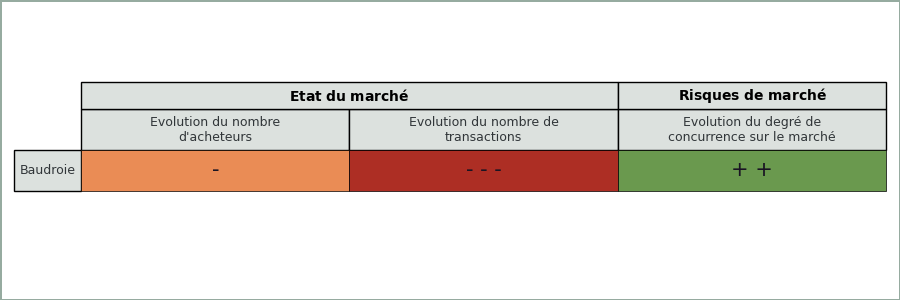 Etat du marché
Risques de marché
Evolution du nombre
d'acheteurs
Evolution du nombre de
transactions
Evolution du degré de
concurrence sur le marché
Baudroie
-
- - -
+ +